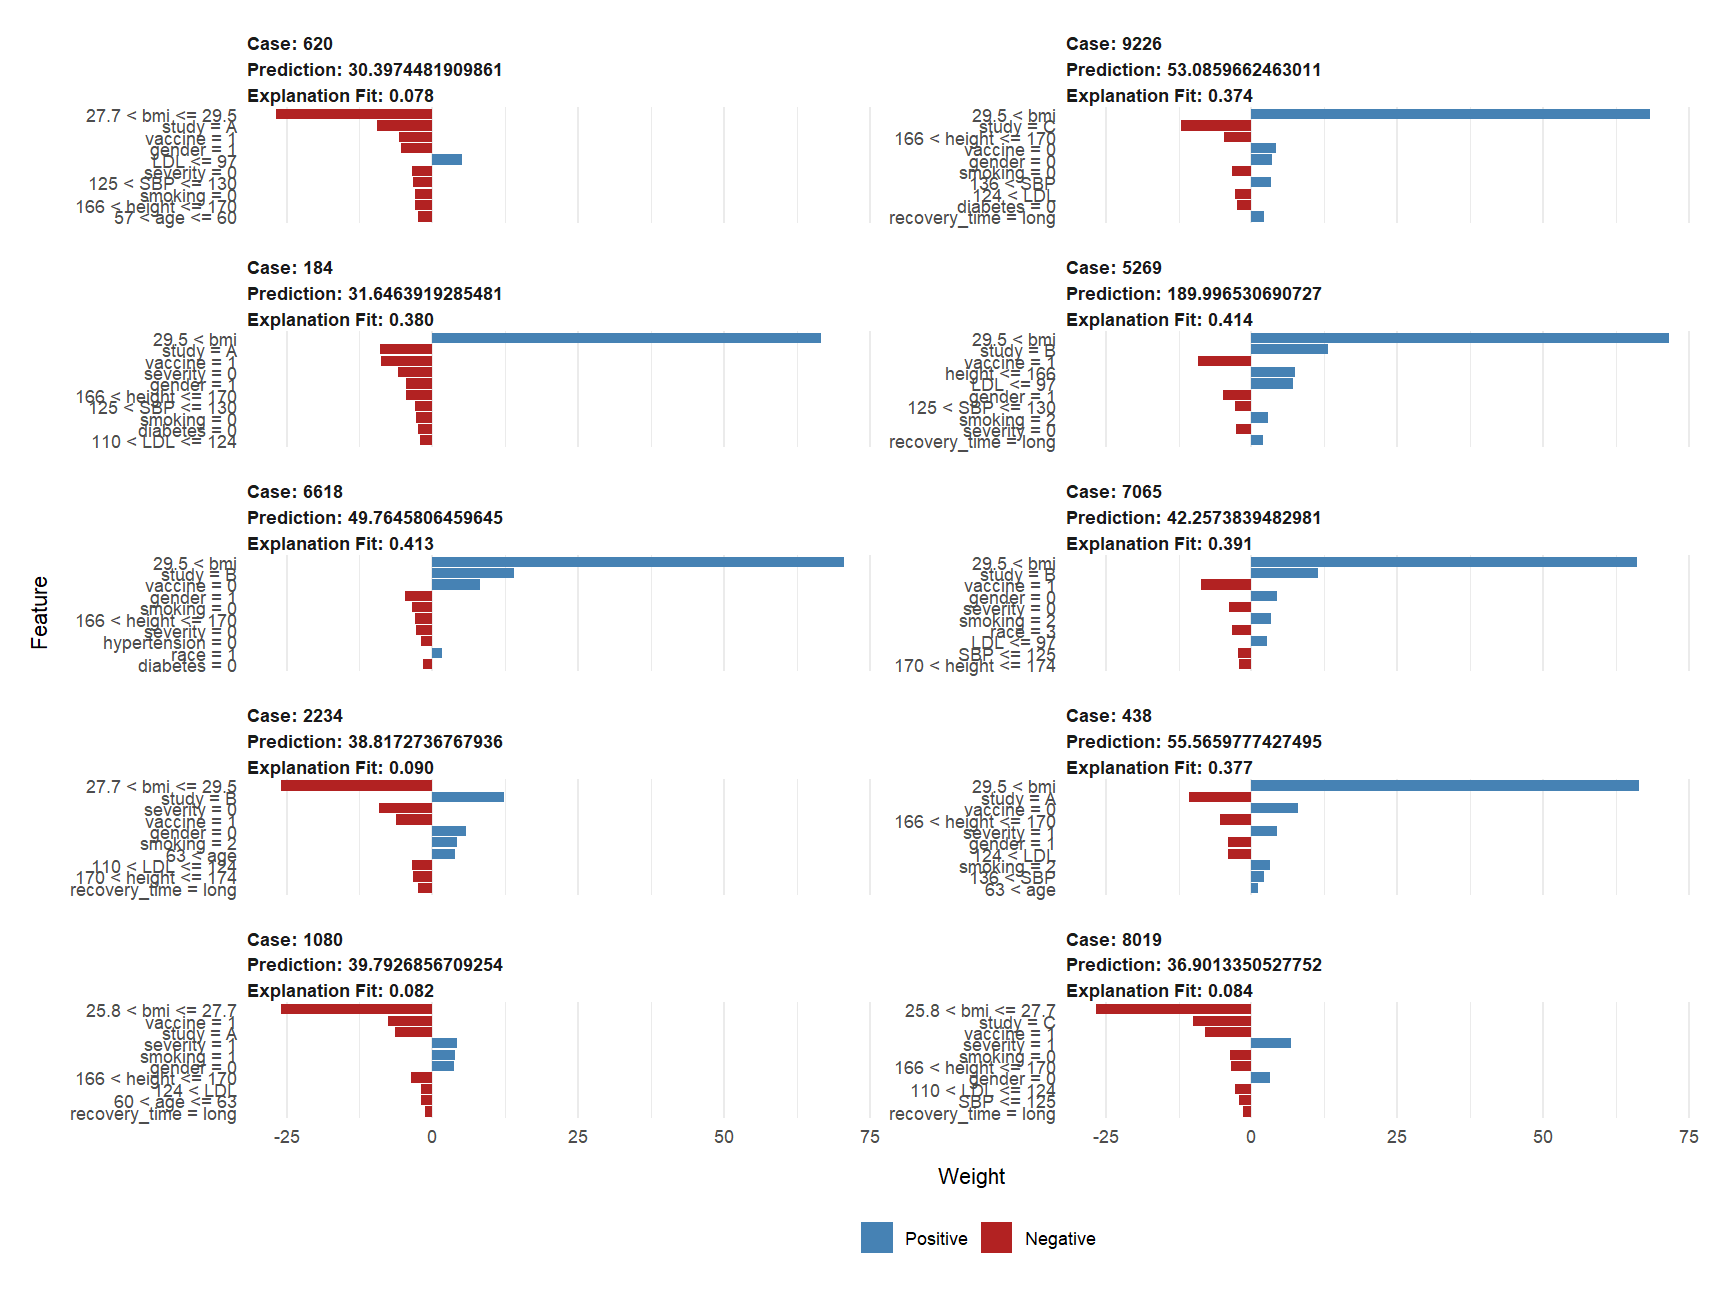 Case: 620
Prediction: 30.3974481909861
Explanation Fit: 0.078
27.7 < bmi <= 29.5
study = A
vaccine = 1
gender = 1
LDL <= 97
severity = 0
125 < SBP <= 130
smoking = 0
166 < height <= 170
57 < age <= 60
Case: 9226
Prediction: 53.0859662463011
Explanation Fit: 0.374
29.5 < bmi
study = C
166 < height <= 170
vaccine = 0
gender = 0
smoking = 0
136 < SBP
124 < LDL
diabetes = 0
recovery_time = long
Case: 184
Prediction: 31.6463919285481
Explanation Fit: 0.380
29.5 < bmi
study = A
vaccine = 1
severity = 0
gender = 1
166 < height <= 170
125 < SBP <= 130
smoking = 0
diabetes = 0
110 < LDL <= 124
Case: 5269
Prediction: 189.996530690727
Explanation Fit: 0.414
29.5 < bmi
study = B
vaccine = 1
height <= 166
LDL <= 97
gender = 1
125 < SBP <= 130
smoking = 2
severity = 0
recovery_time = long
Case: 6618
Prediction: 49.7645806459645
Explanation Fit: 0.413
29.5 < bmi
study = B
vaccine = 0
gender = 1
smoking = 0
166 < height <= 170
severity = 0
hypertension = 0
race = 1
diabetes = 0
Case: 7065
Prediction: 42.2573839482981
Explanation Fit: 0.391
29.5 < bmi
study = B
vaccine = 1
gender = 0
severity = 0
smoking = 2
race = 3
LDL <= 97
SBP <= 125
170 < height <= 174
Case: 2234
Prediction: 38.8172736767936
Explanation Fit: 0.090
27.7 < bmi <= 29.5
study = B
severity = 0
vaccine = 1
gender = 0
smoking = 2
63 < age
110 < LDL <= 124
170 < height <= 174
recovery_time = long
Case: 438
Prediction: 55.5659777427495
Explanation Fit: 0.377
29.5 < bmi
study = A
vaccine = 0
166 < height <= 170
severity = 1
gender = 1
124 < LDL
smoking = 2
136 < SBP
63 < age
Case: 1080
Prediction: 39.7926856709254
Explanation Fit: 0.082
25.8 < bmi <= 27.7
vaccine = 1
study = A
severity = 1
smoking = 1
gender = 0
166 < height <= 170
124 < LDL
60 < age <= 63
recovery_time = long
Case: 8019
Prediction: 36.9013350527752
Explanation Fit: 0.084
25.8 < bmi <= 27.7
study = C
vaccine = 1
severity = 1
smoking = 0
166 < height <= 170
gender = 0
110 < LDL <= 124
SBP <= 125
recovery_time = long
-25 0 25 50 75
-25 0 25 50 75
Feature
Weight
Positive
Negative